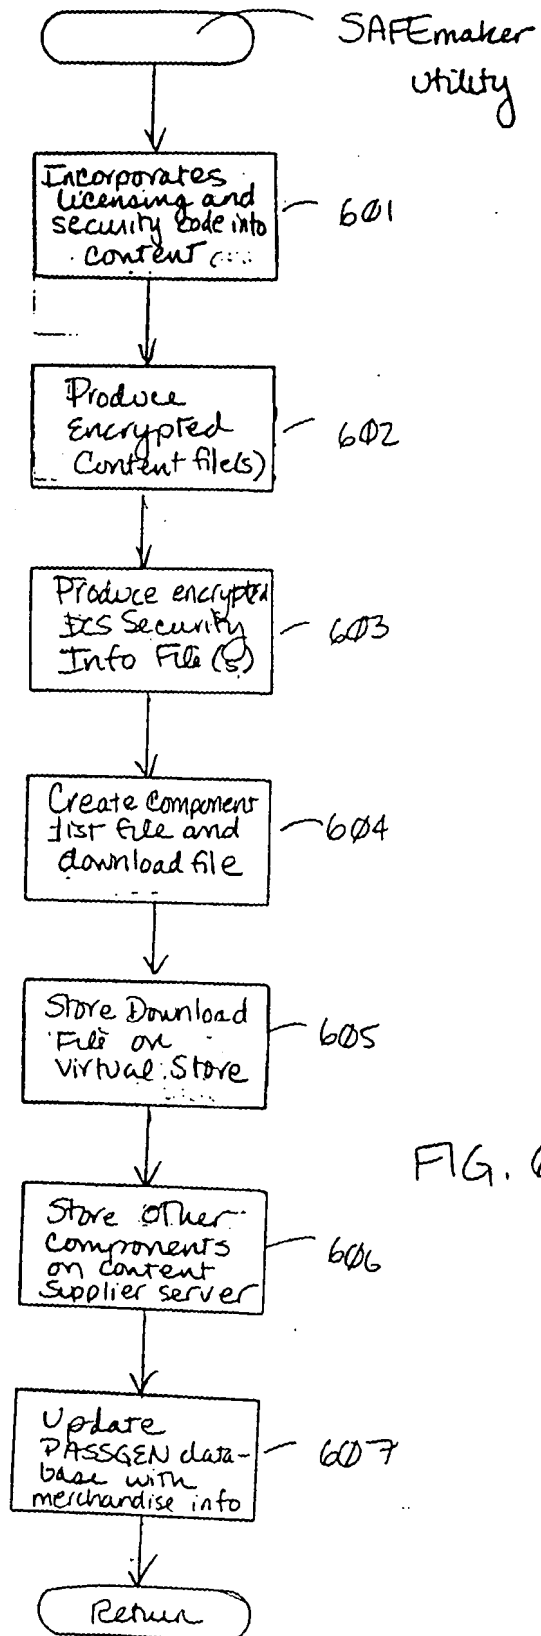 SAFEmaker
utility
Incorporates
licensing and
security code into
content
601
Produce
Encrypted
Content file(s)
602
Produce encrypted
DCS Security
Info File(s)
603
Create component
list file and
download file
604
Store Download
File on
Virtual Store
605
FIG. 6
Store other
components
on content
supplier server
606
Update
PASSGEN data-
base with
merchandise info
607
Return